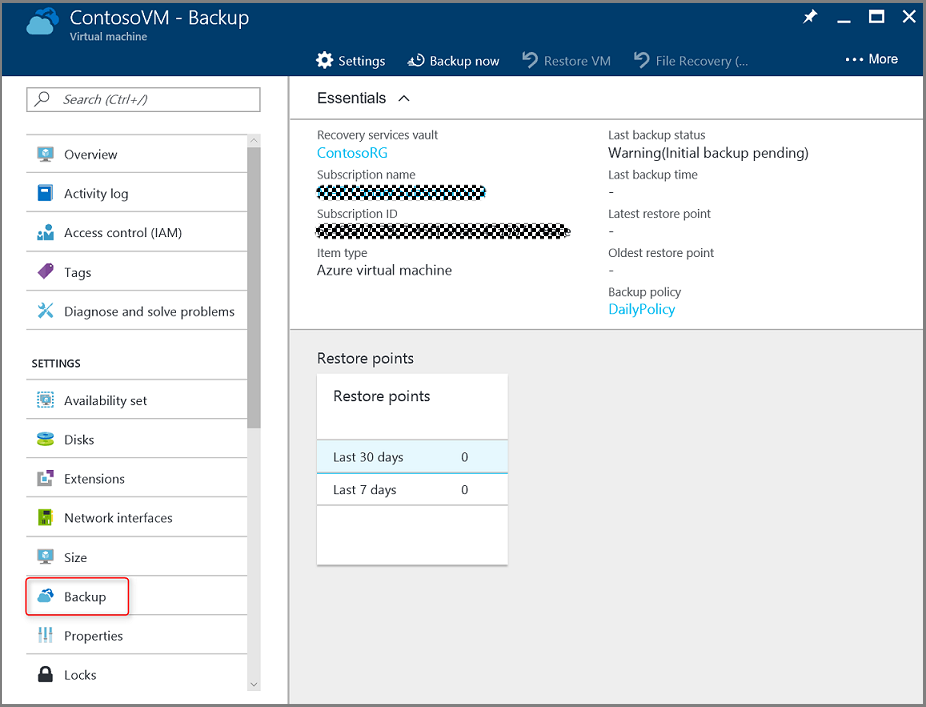 ContosoVM - Backup
Virtual machine
Settings
Backup now
Restore VM
File Recovery (...
More
Search (Ctrl+/)
Overview
Activity log
Access control (IAM)
Tags
Diagnose and solve problems
SETTINGS
Availability set
Disks
Extensions
Network interfaces
Size
Backup
Properties
Locks
Essentials
Recovery services vault
ContosoRG
Subscription name
Subscription ID
Item type
Azure virtual machine
Last backup status
Warning(Initial backup pending)
Last backup time
-
Latest restore point
-
Oldest restore point
-
Backup policy
DailyPolicy
Restore points
Restore points
Last 30 days 0
Last 7 days 0